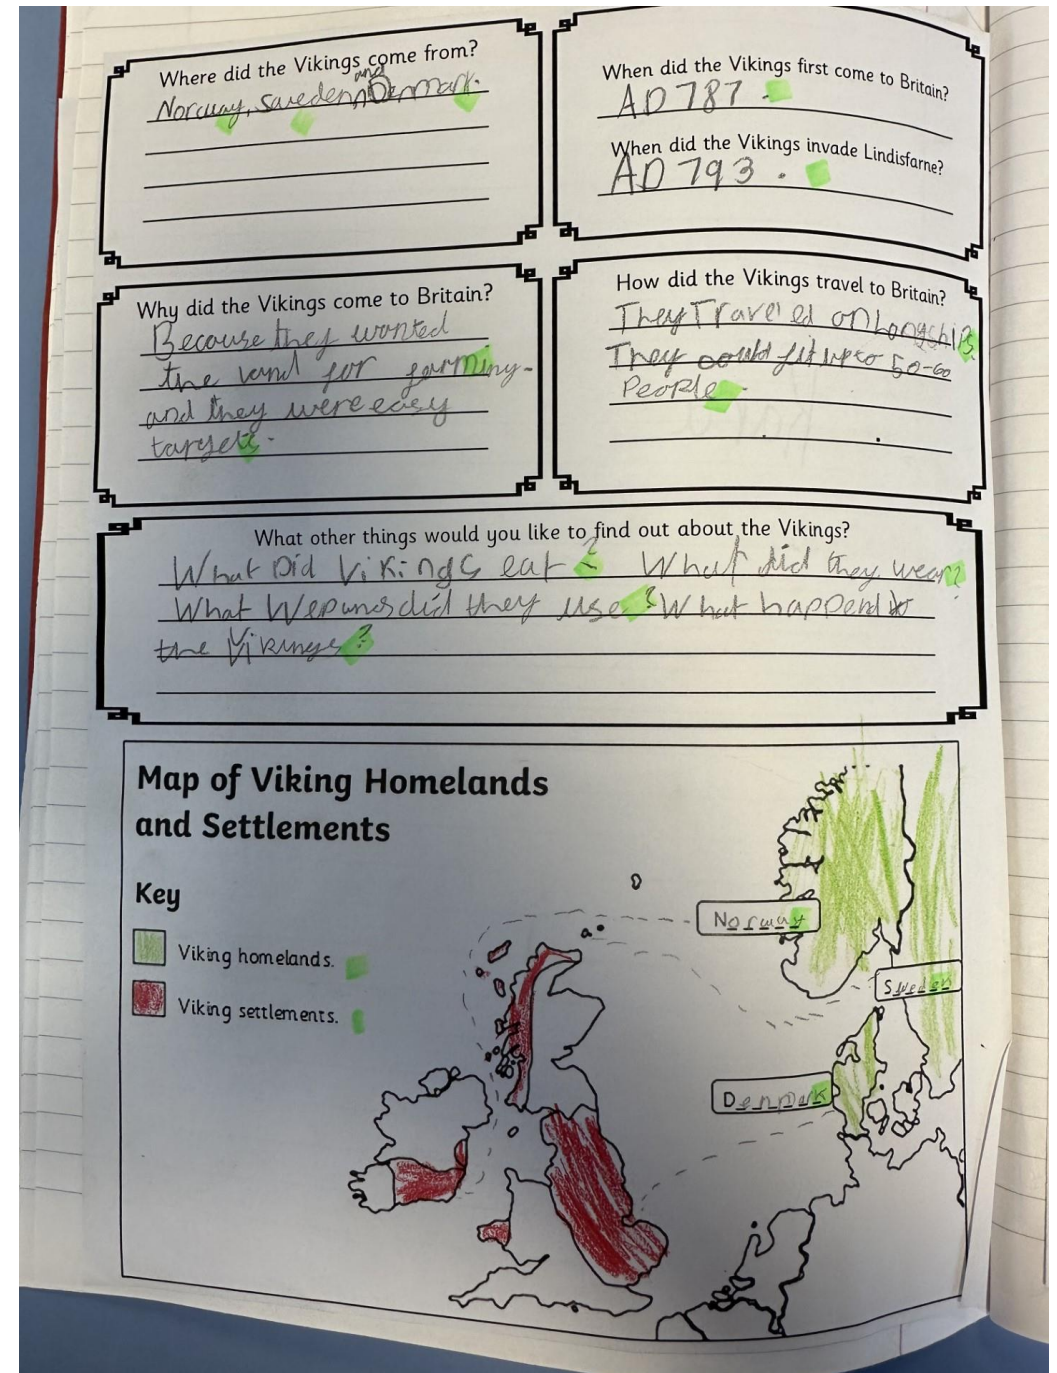 Where did the Vikings come from?
and
Norway, Sweden, Denmark.
When did the Vikings first come to Britain?
AD 787.
When did the Vikings invade Lindisfarne?
AD 793.
Why did the Vikings come to Britain?
Because they wanted
the land for farming.
and they were easy
targets.
How did the Vikings travel to Britain?
They Traveled on Longships
They could fit up to 50-60
People
What other things would you like to find out about the Vikings?
What Did Vikings eat? What did they wear?
What Wepunds did they use? What happend to
the Vikings?
Map of Viking Homelands
and Settlements
Key
Viking homelands.
Viking settlements.
Norway
Sweden
Denmark